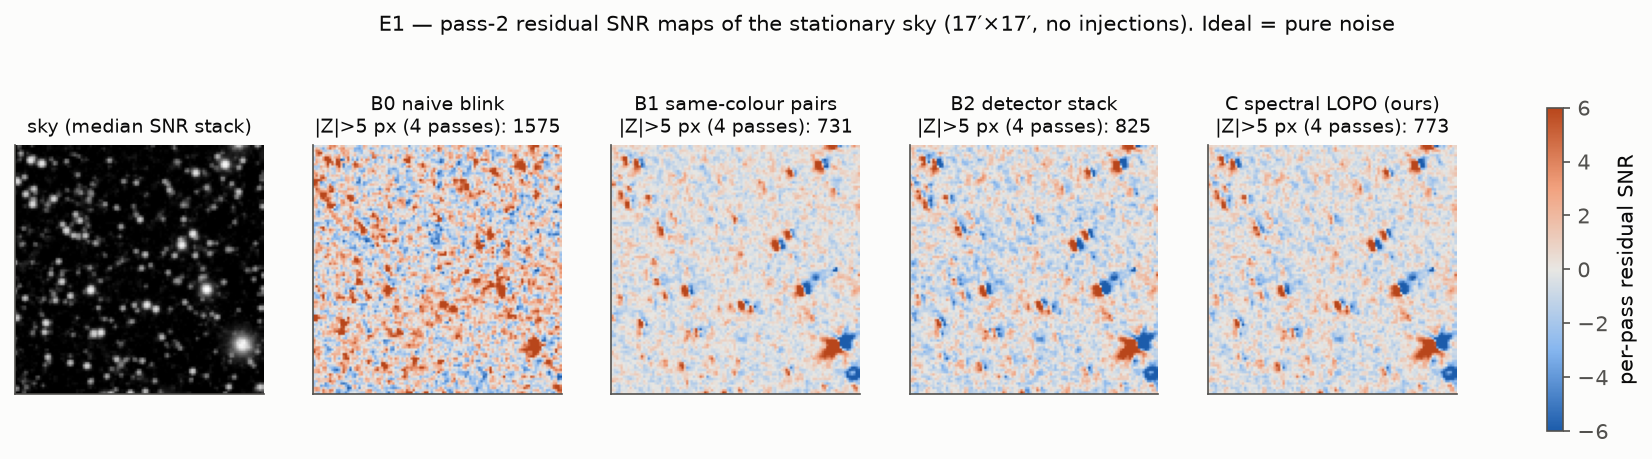 E1 — pass-2 residual SNR maps of the stationary sky (17′×17′, no injections). Ideal = pure noise
sky (median SNR stack)
B0 naive blink
|Z|>5 px (4 passes): 1575
B1 same-colour pairs
|Z|>5 px (4 passes): 731
B2 detector stack
|Z|>5 px (4 passes): 825
C spectral LOPO (ours)
|Z|>5 px (4 passes): 773
6
4
2
0
−2
−4
−6
per-pass residual SNR